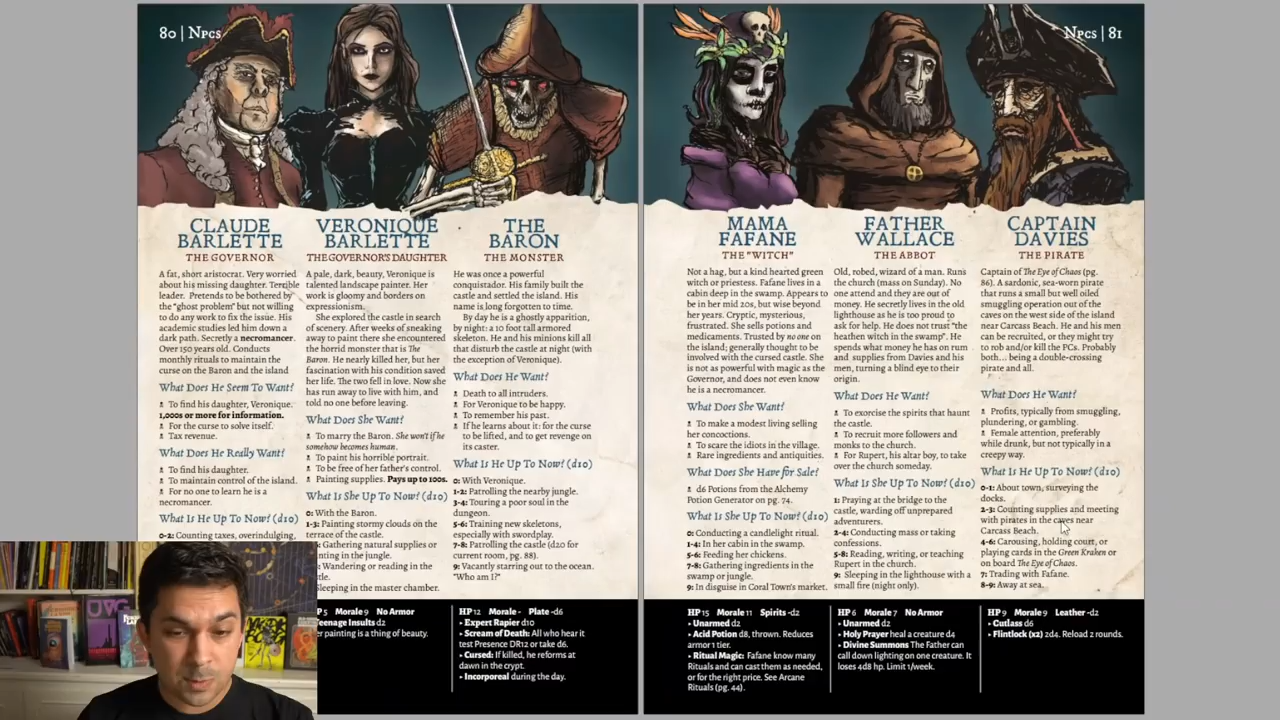 80 | Npcs
CLAUDE
BARLETTE
THE GOVERNOR
A fat, short aristocrat. Very worried
about his missing daughter. Terrible
leader. Pretends to be bothered by
the "ghost problem" but not willing
to do any work to fix the issue. His
academic studies led him down a
dark path. Secretly a necromancer.
Over 150 years old. Conducts
monthly rituals to maintain the
curse on the Baron and the island
What Does He Seem To Want?
To find his daughter, Veronique.
1,000s or more for information.
For the curse to solve itself.
Tax revenue.
What Does He Really Want?
To find his daughter.
To maintain control of the island.
For no one to learn he is a
necromancer.
What Is He Up To Now? (d10)
0-2: Counting taxes, overindulging,
VERONIQUE
BARLETTE
THE GOVERNOR'S DAUGHTER
A pale, dark, beauty, Veronique is
talented landscape painter. Her
work is gloomy and borders on
expressionism.
She explored the castle in search
of scenery. After weeks of sneaking
away to paint there she encountered
the horrid monster that is The
Baron. He nearly killed her, but her
fascination with his condition saved
her life. The two fell in love. Now she
has run away to live with him, and
told no one before leaving.
What Does She Want?
To marry the Baron. She won't if he
somehow becomes human.
To paint his horrible portrait.
To be free of her father's control.
Painting supplies. Pays up to 100s.
What Is She Up To Now? (d10)
0: With the Baron.
1-3: Painting stormy clouds on the
terrace of the castle.
Gathering natural supplies or
painting in the jungle.
Wandering or reading in the
Sleeping in the master chamber.
5 Morale 9 No Armor
Teenage Insults d2
painting is a thing of beauty.
THE
BARON
THE MONSTER
He was once a powerful
conquistador. His family built the
castle and settled the island. His
name is long forgotten to time.
By day he is a ghostly apparition,
by night: a 10 foot tall armored
skeleton. He and his minions kill all
that disturb the castle at night (with
the exception of Veronique).
What Does He Want?
Death to all intruders.
For Veronique to be happy.
To remember his past.
If he learns about it: for the curse
to be lifted, and to get revenge on
its caster.
What Is He Up To Now? (d10)
0: With Veronique.
1-2: Patrolling the nearby jungle.
3-4: Touring a poor soul in the
dungeon.
5-6: Training new skeletons,
especially with swordplay.
7-8: Patrolling the castle (d20 for
current room, pg. 88).
9: Vacantly staring out to the ocean.
"Who am I?"
HP 12 Morale - Plate -d6
• Expert Rapier d10
• Scream of Death: All who hear it
test Presence DR12 or take d6.
• Cursed: If killed, he reforms at
dawn in the crypt.
• Incorporeal during the day.
Npcs | 81
MAMA
FAFANE
THE "WITCH"
Not a hag, but a kind hearted green
witch or priestess. Fafane lives in a
cabin deep in the swamp. Appears to
be in her mid 20s, but wise beyond
her years. Cryptic, mysterious,
frustrated. She sells potions and
medicaments. Trusted by no one on
the island; generally thought to be
involved with the cursed castle. She
is not as powerful with magic as the
Governor, and does not even know
he is a necromancer.
What Does She Want?
To make a modest living selling
her concoctions.
To scare the idiots in the village.
Rare ingredients and antiquities.
What Does She Have for Sale?
d6 Potions from the Alchemy
Potion Generator on pg. 74.
What Is She Up To Now? (d10)
0: Conducting a candlelight ritual.
1-4: In her cabin in the swamp.
5-6: Feeding her chickens.
7-8: Gathering ingredients in the
swamp or jungle.
9: In disguise in Coral Town's market.
HP 15 Morale 11 Spirits -d2
• Unarmed d2
• Acid Potion d8, thrown. Reduces
armor 1 tier.
• Ritual Magic: Fafane know many
Rituals and can cast them as needed,
or for the right price. See Arcane
Rituals (pg. 44).
FATHER
WALLACE
THE ABBOT
Old, robed, wizard of a man. Runs
the church (mass on Sunday). No
one attend and they are out of
money. He secretly lives in the old
lighthouse as he is too proud to
ask for help. He does not trust "the
heathen witch in the swamp". He
spends what money he has on rum
and supplies from Davies and his
men, turning a blind eye to their
origin.
What Does He Want?
To exorcise the spirits that haunt
the castle.
To recruit more followers and
monks to the church.
For Rupert, his altar boy, to take
over the church someday.
What Is She Up To Now? (d10)
1: Praying at the bridge to the
castle, warding off unprepared
adventurers.
2-4: Conducting mass or taking
confessions.
5-8: Reading, writing, or teaching
Rupert in the church.
9: Sleeping in the lighthouse with a
small fire (night only).
HP 6 Morale 7 No Armor
• Unarmed d2
• Holy Prayer heal a creature d4
• Divine Summons The Father can
call down lighting on one creature. It
loses 4d8 hp. Limit 1/week.
CAPTAIN
DAVIES
THE PIRATE
Captain of The Eye of Chaos (pg.
86). A sardonic, sea-worn pirate
that runs a small but well oiled
smuggling operation out of the
caves on the west side of the island
near Carcass Beach. He and his men
can be recruited, or they might try
to rob and/or kill the PCs. Probably
both... being a double-crossing
pirate and all.
What Does He Want?
Profits, typically from smuggling,
plundering, or gambling.
Female attention, preferably
while drunk, but not typically in a
creepy way.
What Is He Up To Now? (d10)
0-1: About town, surveying the
docks.
2-3: Counting supplies and meeting
with pirates in the caves near
Carcass Beach.
4-6: Carousing, holding court, or
playing cards in the Green Kraken or
on board The Eye of Chaos.
7: Trading with Fafane.
8-9: Away at sea.
HP 9 Morale 9 Leather -d2
• Cutlass d6
• Flintlock (x2) 2d4. Reload 2 rounds.
UVG